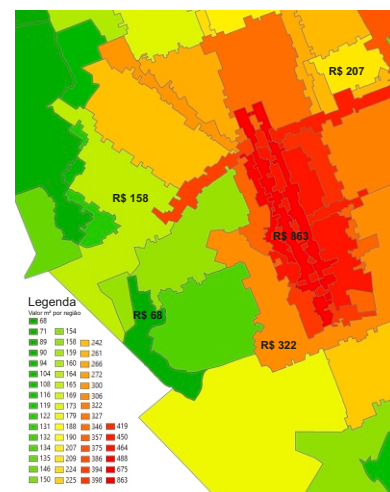 R$ 207
R$ 158
R$ 863
R$ 68
R$ 322
Legenda
Valor m² por região
68
71 154
89 158 242
90 159 261
94 160 266
104 164 272
108 165 300
116 169 306
119 173 322
122 179 327
131 188 346 419
132 190 357 450
134 207 375 464
135 209 386 488
146 224 394 675
150 225 398 863